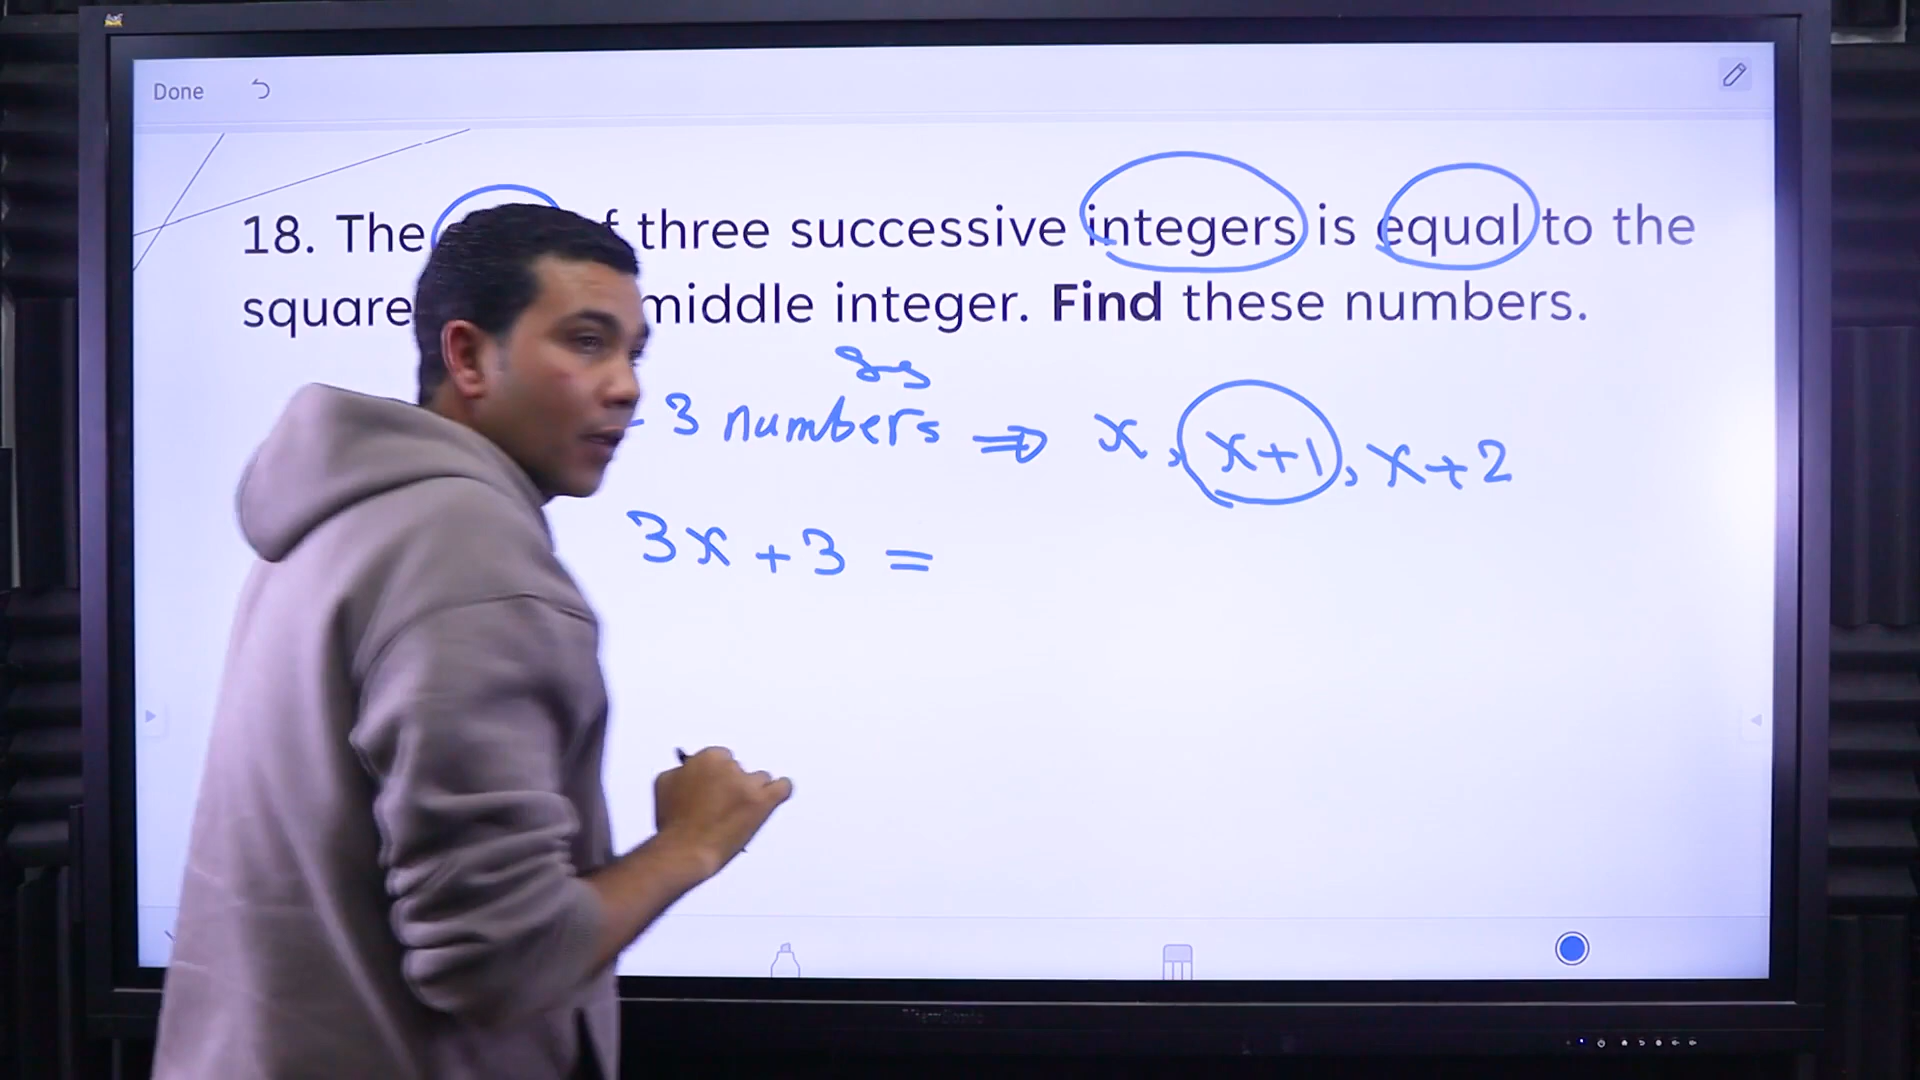 Done
18. The f three successive integers is equal to the
square middle integer. Find these numbers.
- 3 numbers ⇒ x, x+1, x+2
3x + 3 =